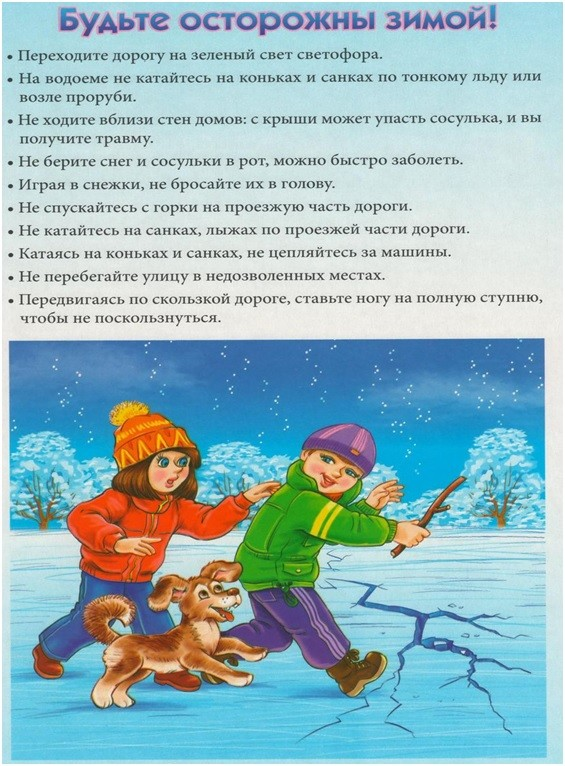 Будьте осторожны зимой!
• Переходите дорогу на зеленый свет светофора.
• На водоеме не катайтесь на коньках и санках по тонкому льду или
возле проруби.
• Не ходите вблизи стен домов: с крыши может упасть сосулька, и вы
получите травму.
• Не берите снег и сосульки в рот, можно быстро заболеть.
• Играя в снежки, не бросайте их в голову.
• Не спускайтесь с горки на проезжую часть дороги.
• Не катайтесь на санках, лыжах по проезжей части дороги.
• Катаясь на коньках и санках, не цепляйтесь за машины.
• Не перебегайте улицу в недозволенных местах.
• Передвигаясь по скользкой дороге, ставьте ногу на полную ступню,
чтобы не поскользнуться.